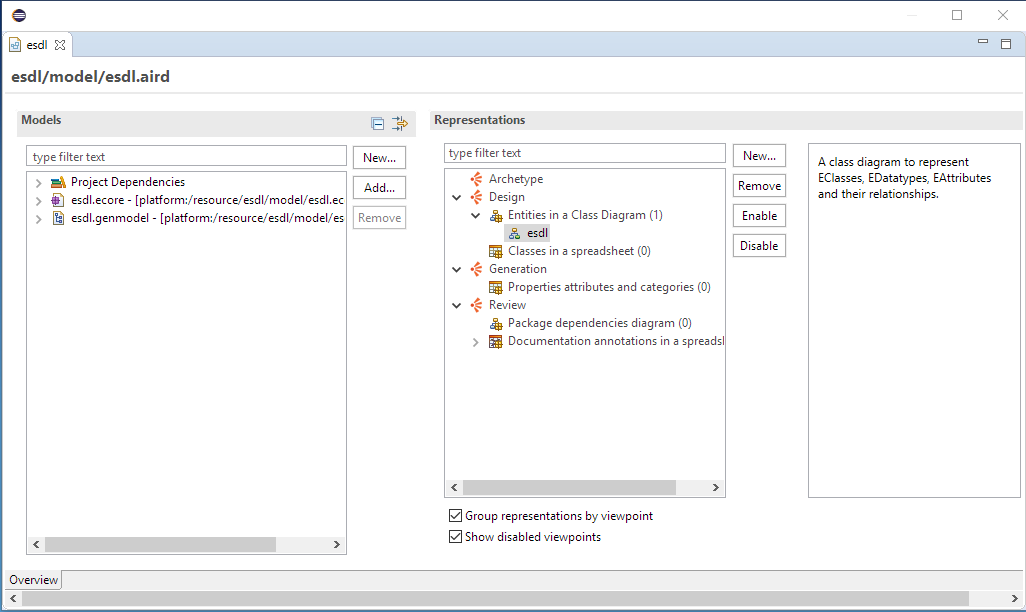 esdl
esdl/model/esdl.aird
Models
type filter text
New...
Project Dependencies
Add...
esdl.ecore - [platform:/resource/esdl/model/esdl.ec
esdl.genmodel - [platform:/resource/esdl/model/es
Remove
Representations
type filter text
New...
Archetype
Remove
Design
Entities in a Class Diagram (1)
Enable
esdl
Disable
Classes in a spreadsheet (0)
Generation
Properties attributes and categories (0)
Review
Package dependencies diagram (0)
Documentation annotations in a spreadsl
A class diagram to represent
EClasses, EDatatypes, EAttributes
and their relationships.
Group representations by viewpoint
Show disabled viewpoints
Overview